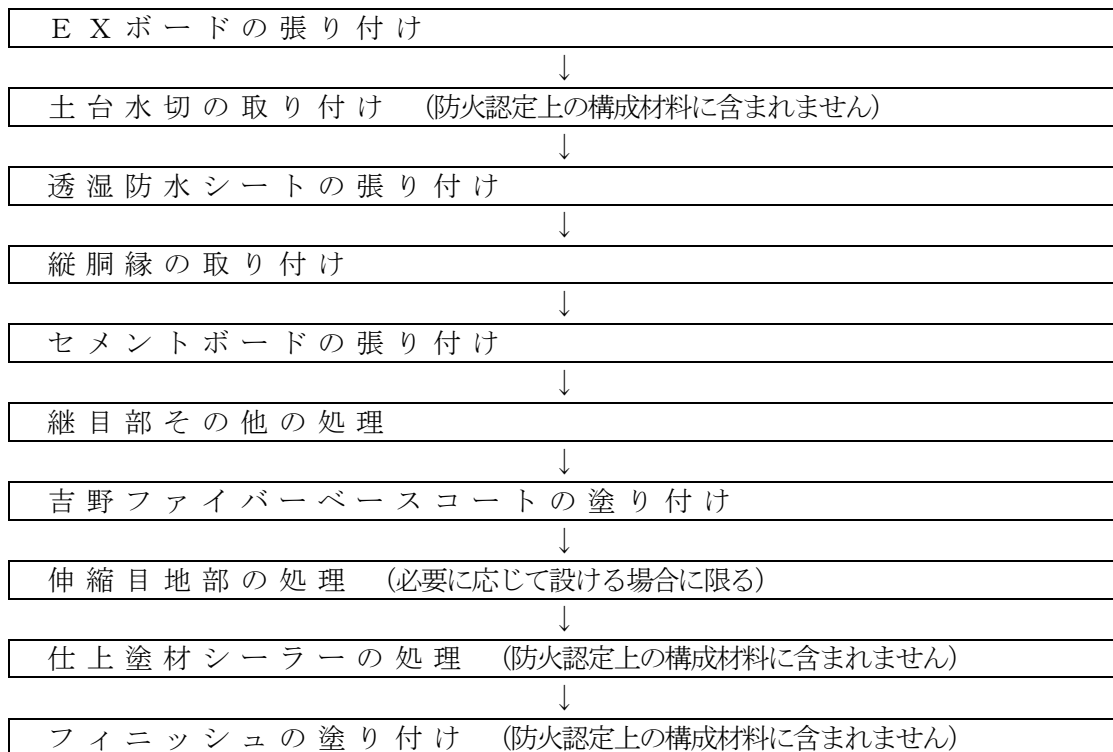 ＥＸボードの張り付け
↓
土台水切の取り付け （防火認定上の構成材料に含まれません）
↓
透湿防水シートの張り付け
↓
縦胴縁の取り付け
↓
セメントボードの張り付け
↓
継目部その他の処理
↓
吉野ファイバーベースコートの塗り付け
↓
伸縮目地部の処理 （必要に応じて設ける場合に限る）
↓
仕上塗材シーラーの処理 （防火認定上の構成材料に含まれません）
↓
フィニッシュの塗り付け （防火認定上の構成材料に含まれません）